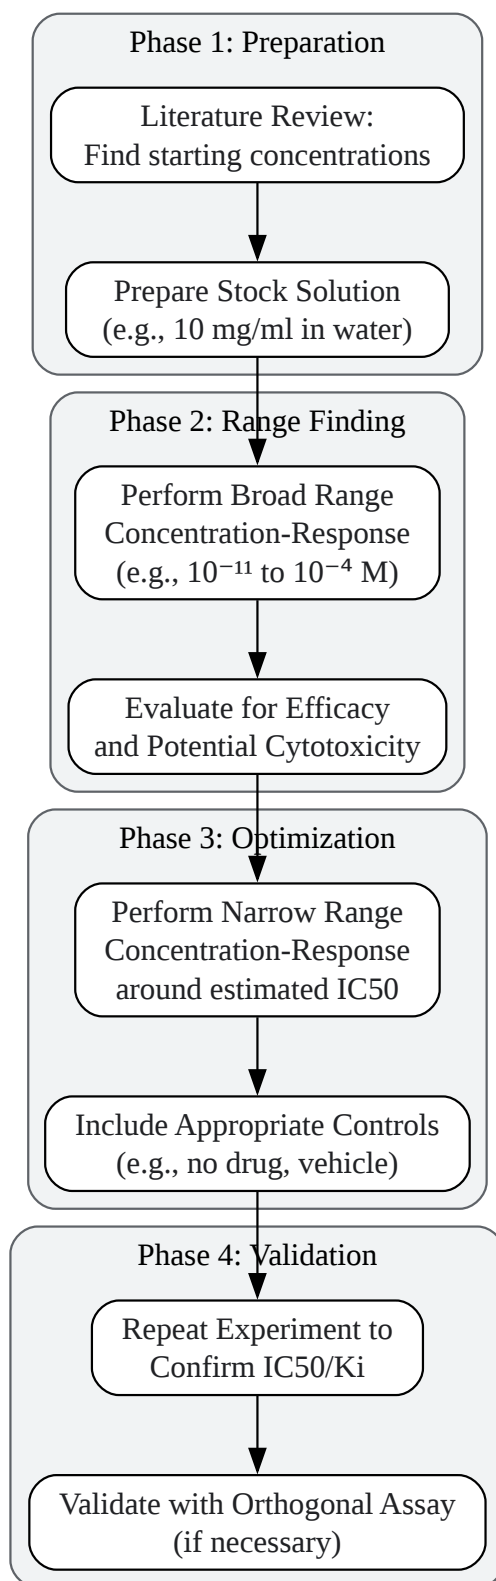 Phase 1: Preparation
Literature Review:
Find starting concentrations
Prepare Stock Solution
(e.g., 10 mg/ml in water)
Phase 2: Range Finding
Perform Broad Range
Concentration-Response
(e.g., 10⁻¹¹ to 10⁻⁴ M)
Evaluate for Efficacy
and Potential Cytotoxicity
Phase 3: Optimization
Perform Narrow Range
Concentration-Response
around estimated IC50
Include Appropriate Controls
(e.g., no drug, vehicle)
Phase 4: Validation
Repeat Experiment to
Confirm IC50/Ki
Validate with Orthogonal Assay
(if necessary)